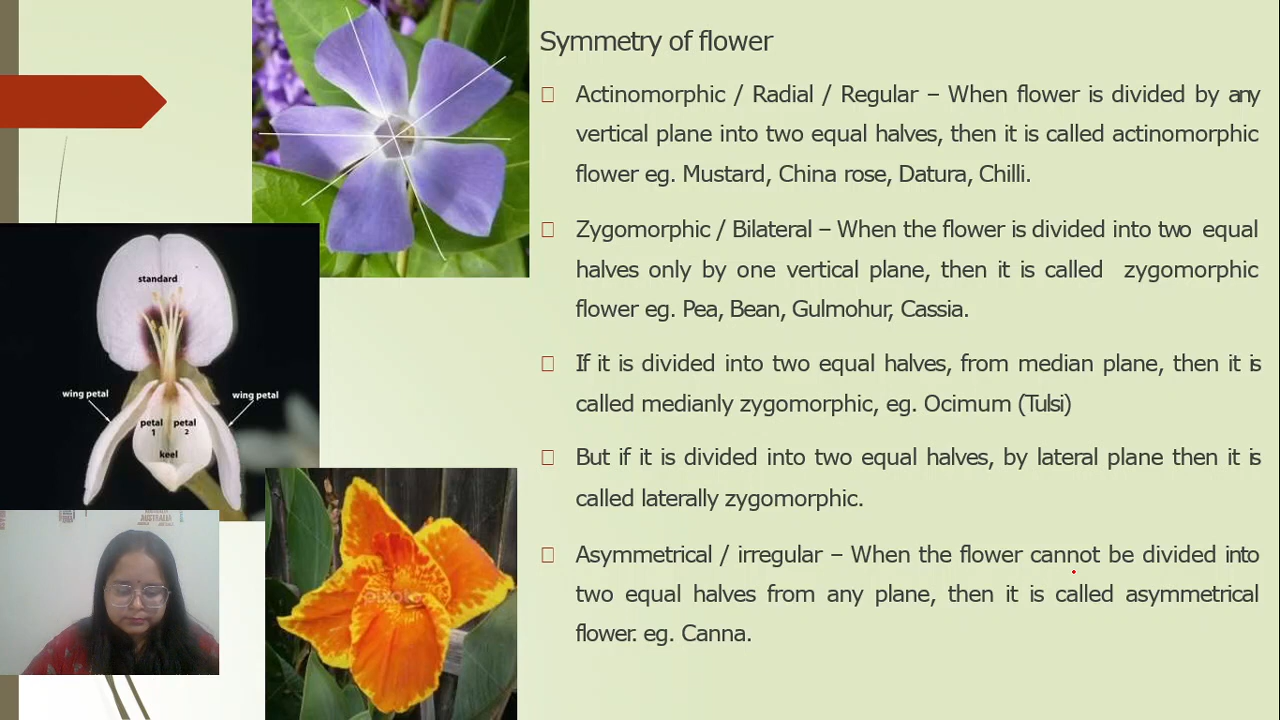 Symmetry of flower
Actinomorphic / Radial / Regular – When flower is divided by any
vertical plane into two equal halves, then it is called actinomorphic
flower eg. Mustard, China rose, Datura, Chilli.
Zygomorphic / Bilateral – When the flower is divided into two equal
halves only by one vertical plane, then it is called zygomorphic
flower eg. Pea, Bean, Gulmohur, Cassia.
If it is divided into two equal halves, from median plane, then it is
called medianly zygomorphic, eg. Ocimum (Tulsi)
But if it is divided into two equal halves, by lateral plane then it is
called laterally zygomorphic.
Asymmetrical / irregular – When the flower cannot be divided into
two equal halves from any plane, then it is called asymmetrical
flower. eg. Canna.
standard
wing petal
wing petal
petal 1
petal 2
keel
AUSTRALIA